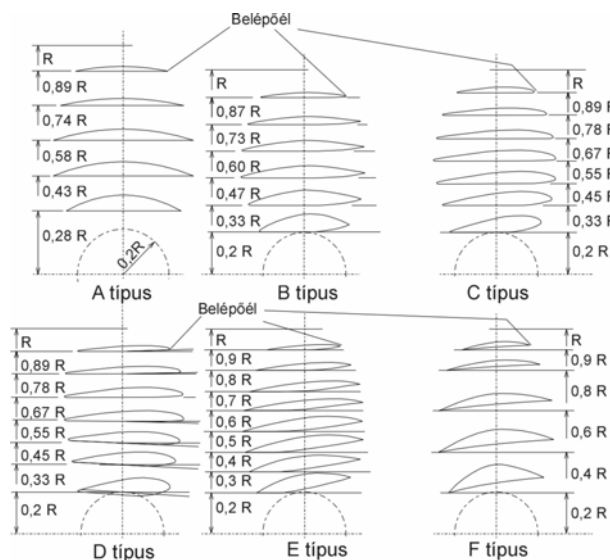 Belépõél
R
0,89 R
0,74 R
0,58 R
0,43 R
0,28 R
0,2R
A típus
R
0,87 R
0,73 R
0,60 R
0,47 R
0,33 R
0,2 R
B típus
R
0,89 R
0,78 R
0,67 R
0,55 R
0,45 R
0,33 R
0,2 R
C típus
Belépõél
R
0,89 R
0,78 R
0,67 R
0,55 R
0,45 R
0,33 R
0,2 R
D típus
R
0,9 R
0,8 R
0,7 R
0,6 R
0,5 R
0,4 R
0,3 R
0,2 R
E típus
R
0,9 R
0,8 R
0,6 R
0,4 R
0,2 R
F típus